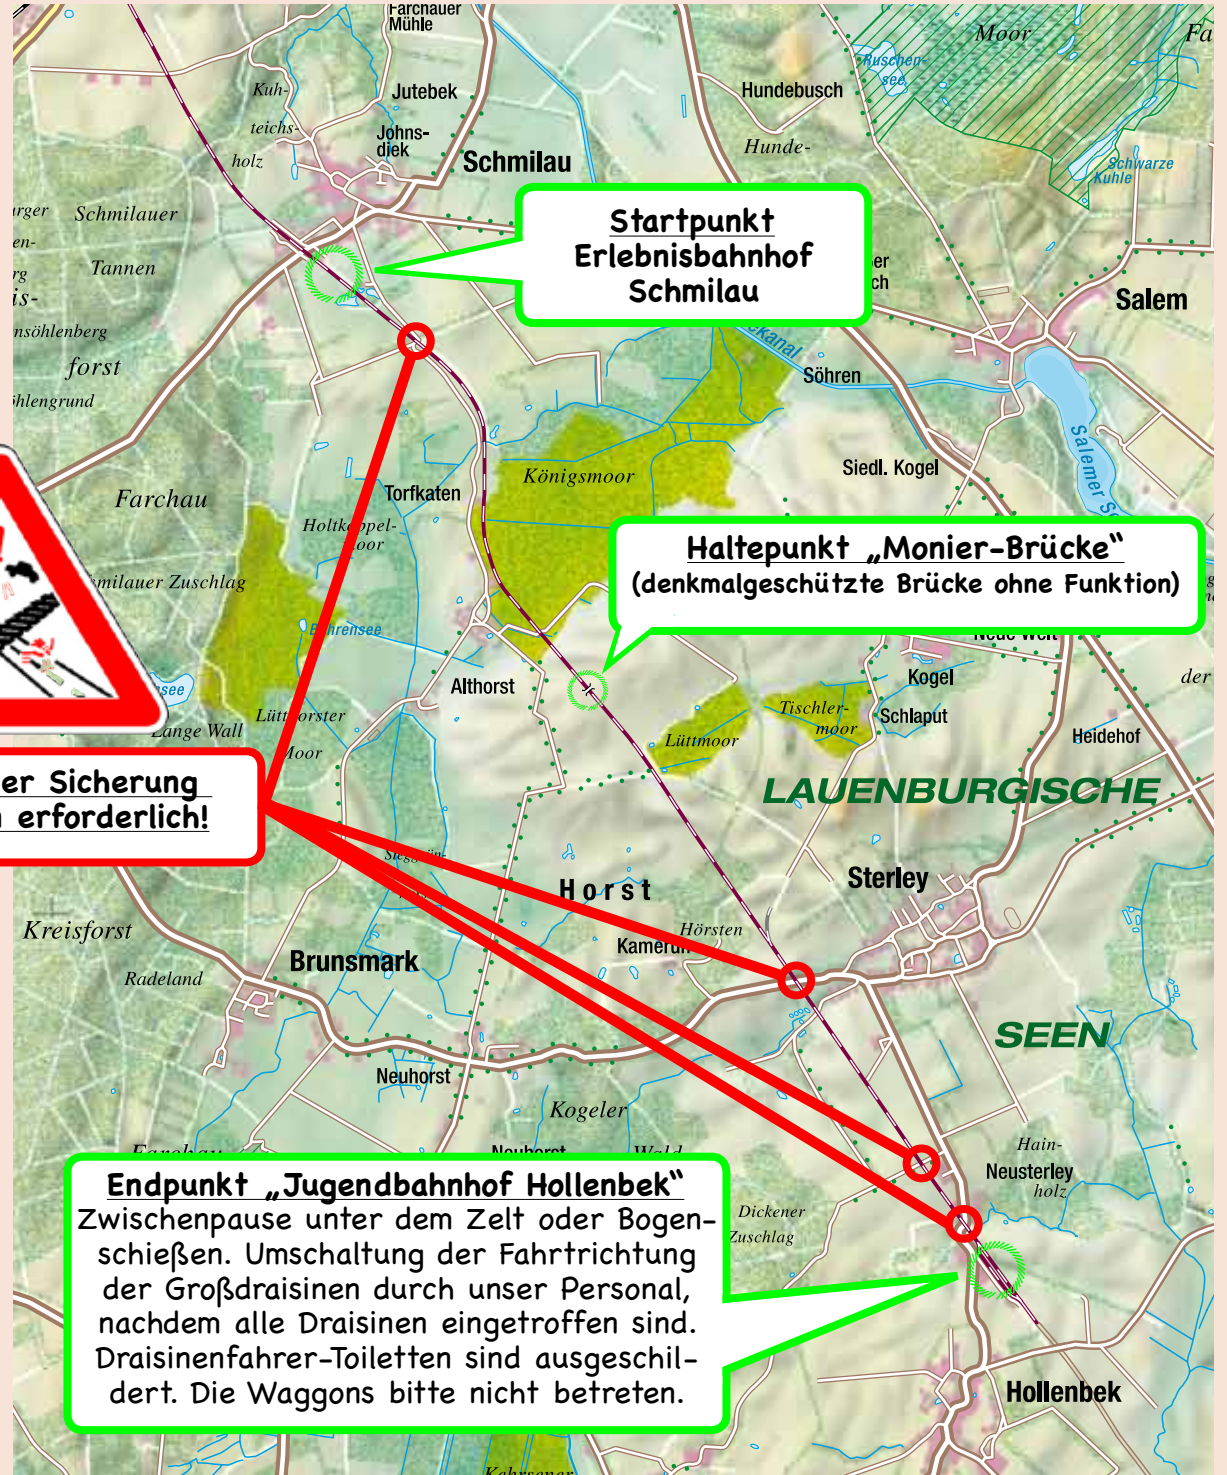 Farchauer
Mühle
Moor
Fa
Ruschen-
see
Kuh-
Jutebek
Hundebusch
teichs-
Johns-
diek
Hunde-
holz
Schmilau
Schwarze
Kuhle
Schmilauer
Startpunkt
Erlebnisbahnhof
Schmilau
Tannen
Salem
forst
Söhren
Salemer
Siedl. Kogel
Königsmoor
Farchau
Torfkaten
Haltepunkt „Monier-Brücke“
(denkmalgeschützte Brücke ohne Funktion)
Zuschlag
Kogel
der
Althorst
Tischler-
moor
Schlaput
Lange Wall
Lüttmoor
Heidehof
Moor
er Sicherung
erforderlich!
LAUENBURGISCHE
Sterley
Horst
Kreisforst
Hörsten
Kamerun
Brunsmark
Radeland
SEEN
Neuhorst
Kogeler
Hain-
Neusterley
holz
Endpunkt „Jugendbahnhof Hollenbek“
Zwischenpause unter dem Zelt oder Bogen-
schießen. Umschaltung der Fahrtrichtung
der Großdraisinen durch unser Personal,
nachdem alle Draisinen eingetroffen sind.
Draisinenfahrer-Toiletten sind ausgeschil-
dert. Die Waggons bitte nicht betreten.
Dickener
Zuschlag
Hollenbek